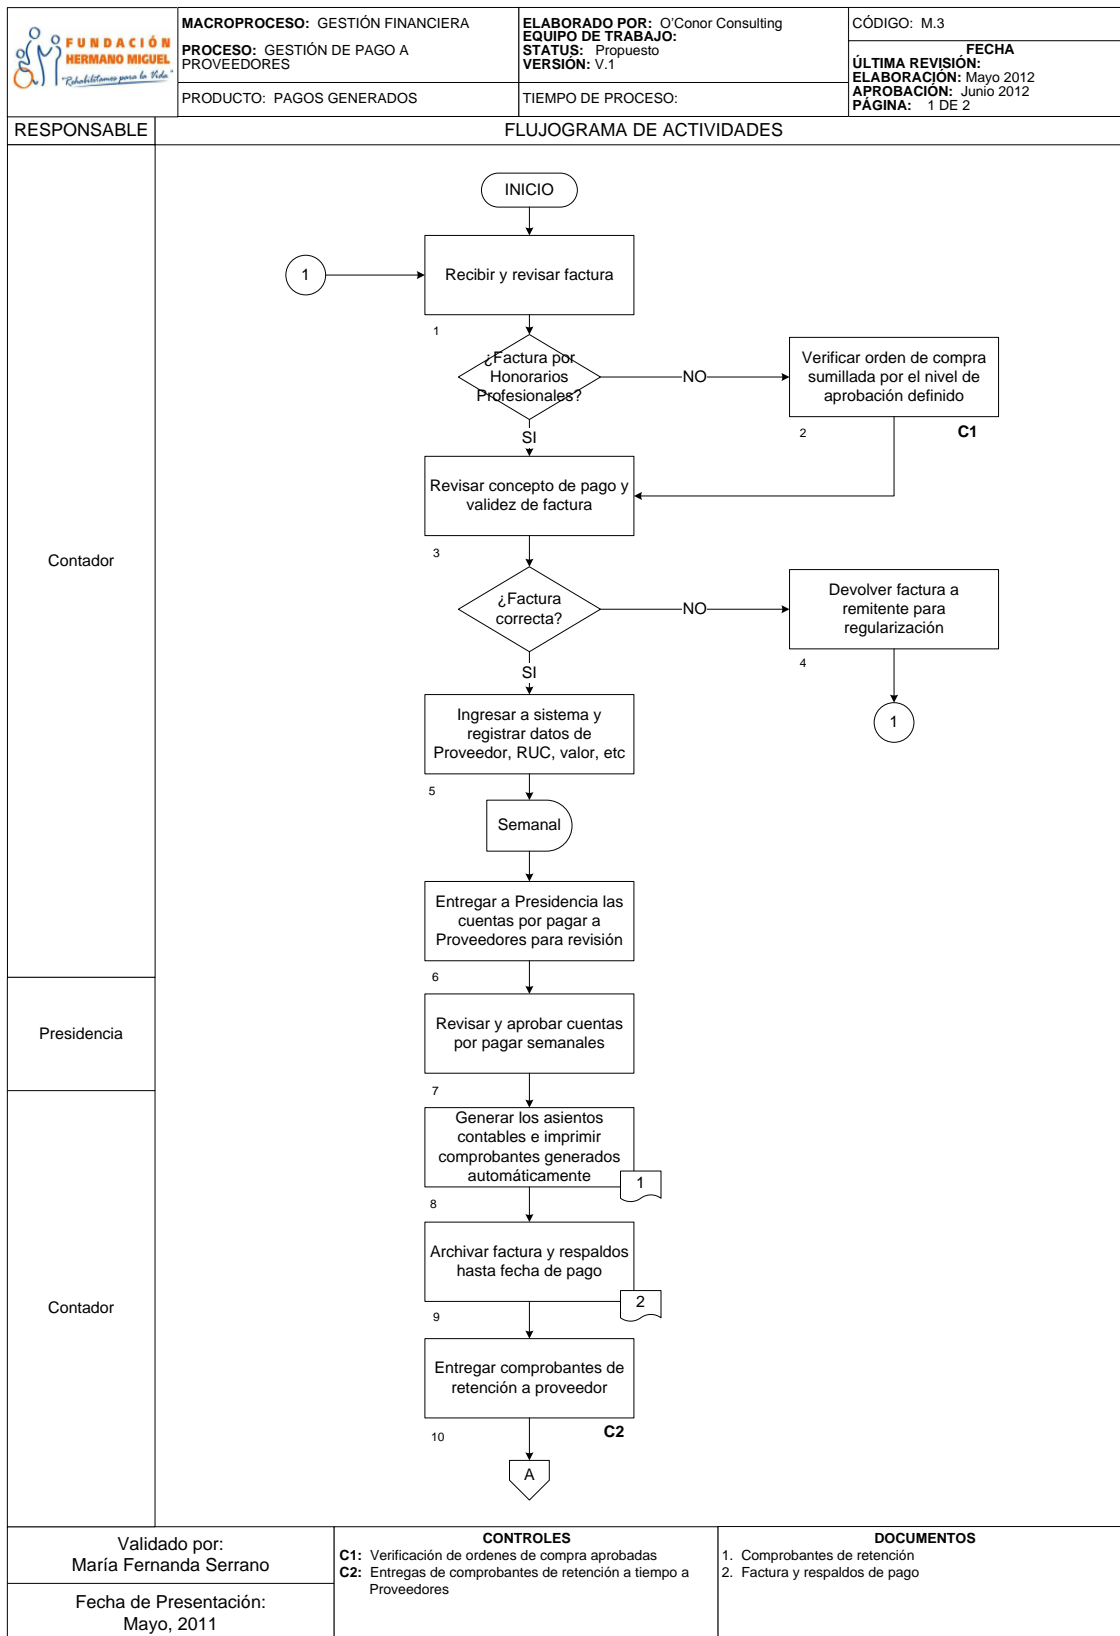 FUNDACIÓN
HERMANO MIGUEL
"Rehabilitamos para la Vida"
MACROPROCESO: GESTIÓN FINANCIERA
PROCESO: GESTIÓN DE PAGO A
PROVEEDORES
PRODUCTO: PAGOS GENERADOS
ELABORADO POR: O'Conor Consulting
EQUIPO DE TRABAJO:
STATUS: Propuesto
VERSIÓN: V.1
TIEMPO DE PROCESO:
CÓDIGO: M.3
FECHA
ÚLTIMA REVISIÓN:
ELABORACIÓN: Mayo 2012
APROBACIÓN: Junio 2012
PÁGINA: 1 DE 2
RESPONSABLE
FLUJOGRAMA DE ACTIVIDADES
INICIO
1
Recibir y revisar factura
1
¿Factura por
Honorarios
Profesionales?
NO
Verificar orden de compra
sumillada por el nivel de
aprobación definido
2
C1
SI
Revisar concepto de pago y
validez de factura
3
Contador
¿Factura
correcta?
NO
Devolver factura a
remitente para
regularización
4
1
SI
Ingresar a sistema y
registrar datos de
Proveedor, RUC, valor, etc
5
Semanal
Entregar a Presidencia las
cuentas por pagar a
Proveedores para revisión
6
Presidencia
Revisar y aprobar cuentas
por pagar semanales
7
Generar los asientos
contables e imprimir
comprobantes generados
automáticamente
1
8
Archivar factura y respaldos
hasta fecha de pago
2
9
Contador
Entregar comprobantes de
retención a proveedor
10
C2
A
Validado por:
María Fernanda Serrano
Fecha de Presentación:
Mayo, 2011
CONTROLES
C1: Verificación de ordenes de compra aprobadas
C2: Entregas de comprobantes de retención a tiempo a
Proveedores
DOCUMENTOS
1. Comprobantes de retención
2. Factura y respaldos de pago